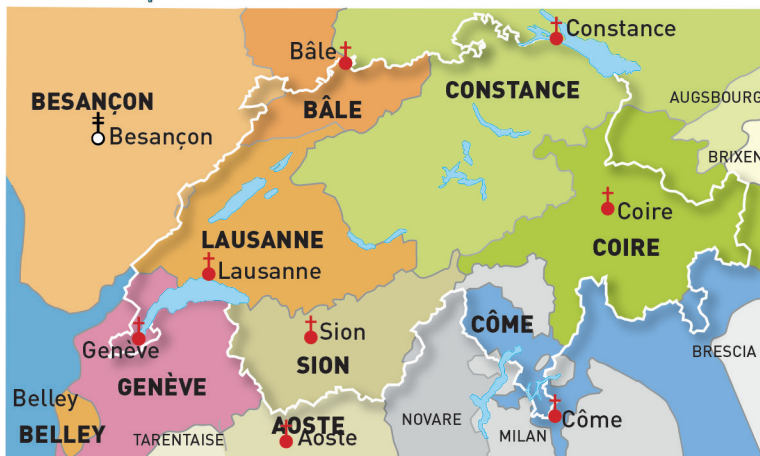 Constance
Bâle
BESANÇON
CONSTANCE
AUGSBOURG
BÂLE
Besançon
BRIXEN
Coire
LAUSANNE
COIRE
Lausanne
CÔME
Sion
Genève
BRESCIA
SION
GENÈVE
Belley
AOSTE
NOVARE
Côme
BELLEY
TARENTAISE
Aoste
MILAN